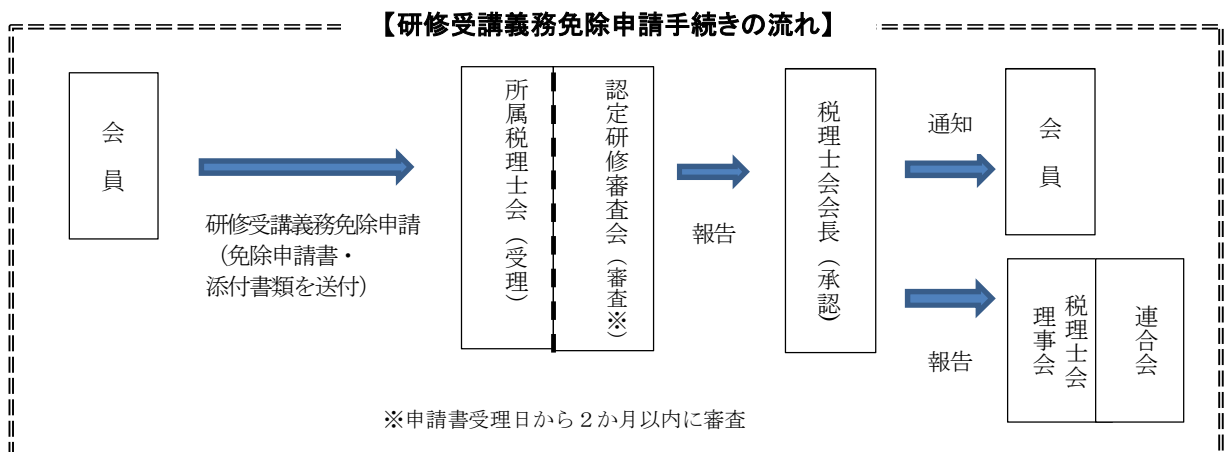 【研修受講義務免除申請手続きの流れ】
会員
研修受講義務免除申請
（免除申請書・
添付書類を送付）
所属税理士会（受理）
認定研修審査会（審査※）
報告
税理士会会長（承認）
通知
会員
報告
税理士会
理事会
連合会
※申請書受理日から２か月以内に審査